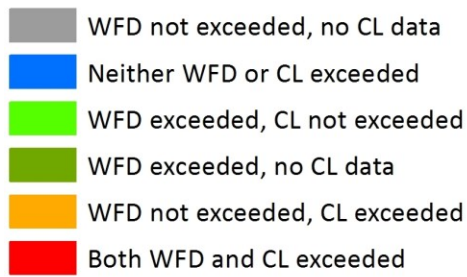 WFD not exceeded, no CL data
Neither WFD or CL exceeded
WFD exceeded, CL not exceeded
WFD exceeded, no CL data
WFD not exceeded, CL exceeded
Both WFD and CL exceeded